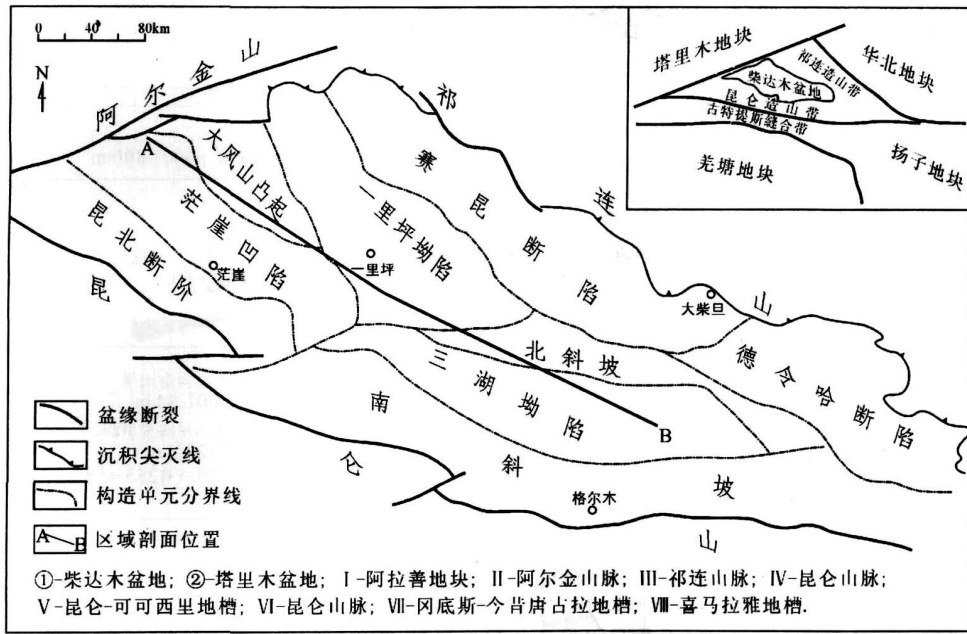 0 40 80km
N
阿尔金山
祁连山
昆仑山
A
大风山凸起
茫崖凹陷
昆北断阶
茫崖
一里坪坳陷
一里坪
赛昆断陷
大柴旦
德令哈断陷
北斜坡
三湖坳陷
B
南斜坡
格尔木
塔里木地块
祁连造山带
华北地块
柴达木盆地
昆仑造山带
古特提斯缝合带
羌塘地块
扬子地块
盆缘断裂
沉积尖灭线
构造单元分界线
A B 区域剖面位置
①-柴达木盆地; ②-塔里木盆地; Ⅰ-阿拉善地块; Ⅱ-阿尔金山脉; Ⅲ-祁连山脉; Ⅳ-昆仑山脉;
Ⅴ-昆仑-可可西里地槽; Ⅵ-昆仑山脉; Ⅶ-冈底斯-今昔唐占拉地槽; Ⅷ-喜马拉雅地槽.